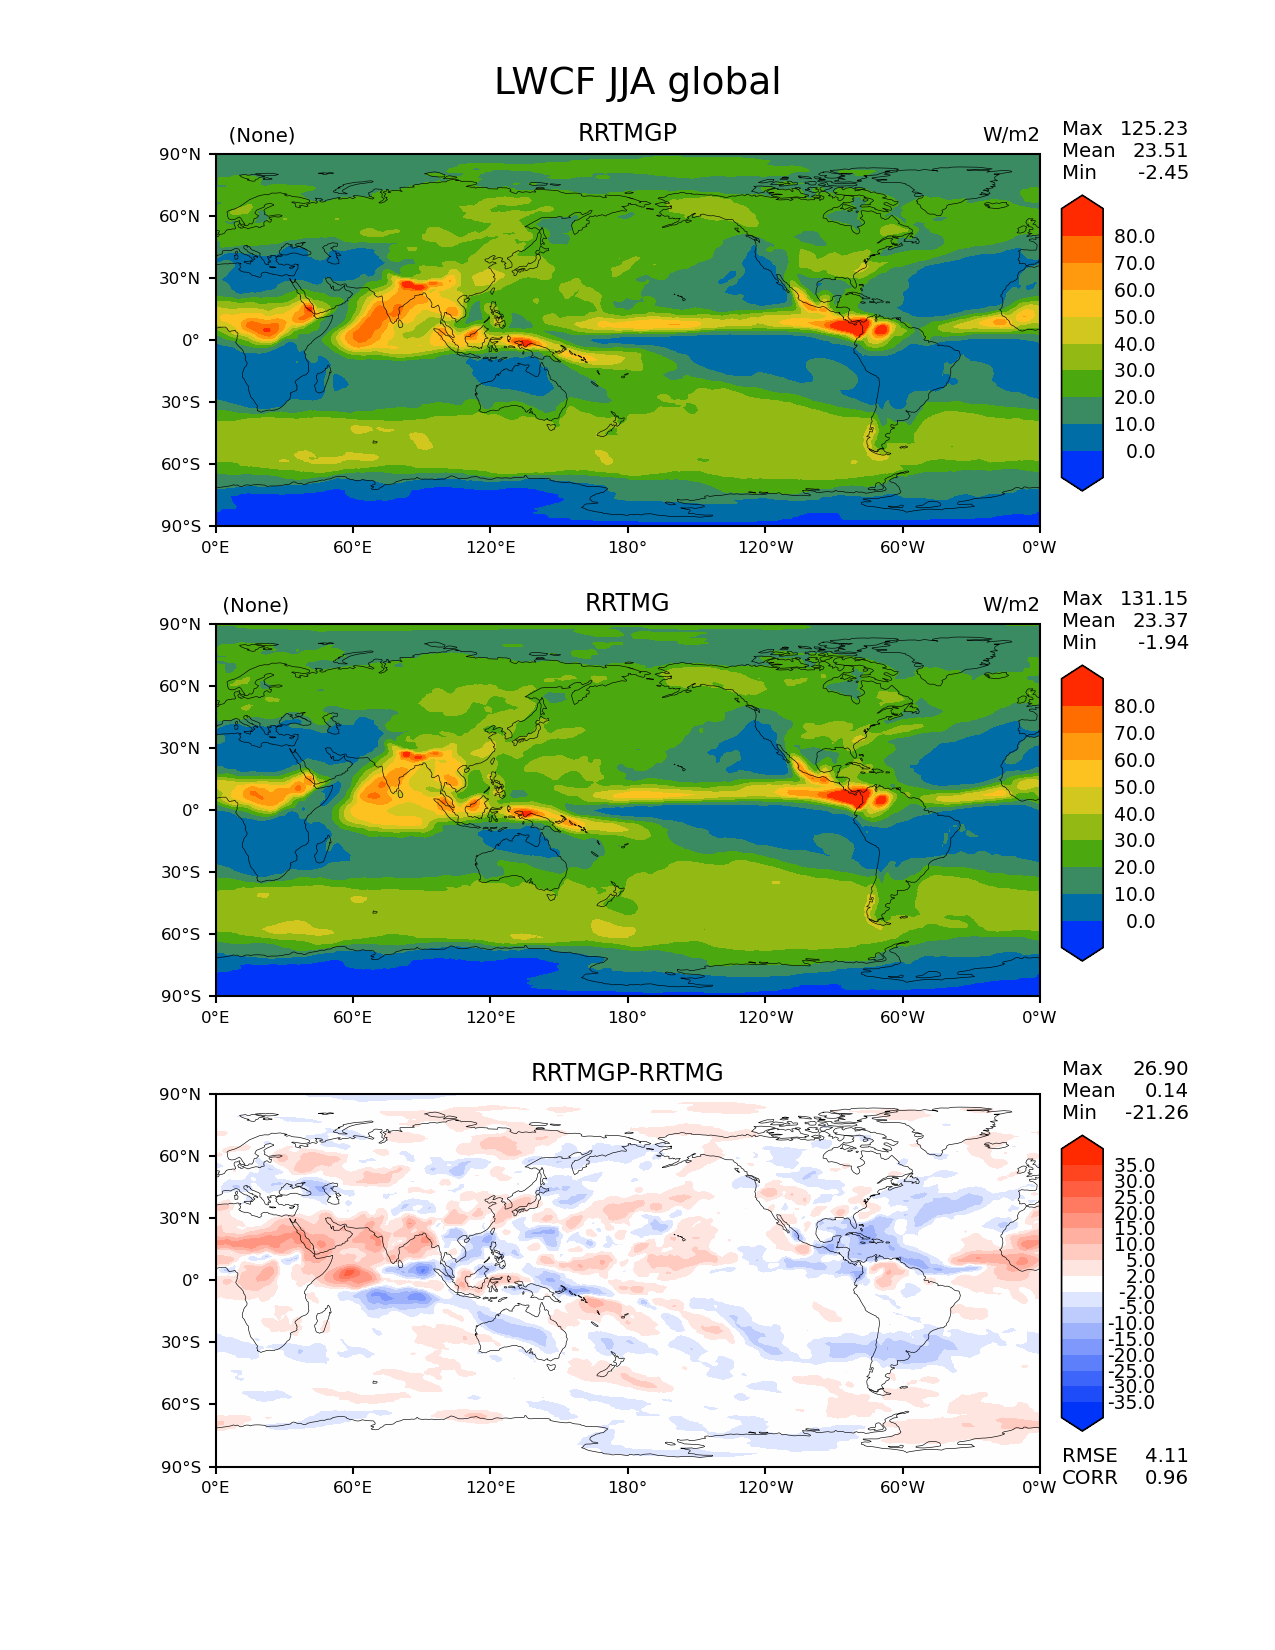 LWCF JJA global
(None) RRTMGP W/m2
Max 125.23
Mean 23.51
Min -2.45
90°N
60°N
30°N
0°
30°S
60°S
90°S
0°E 60°E 120°E 180° 120°W 60°W 0°W
80.0
70.0
60.0
50.0
40.0
30.0
20.0
10.0
0.0
(None) RRTMG W/m2
Max 131.15
Mean 23.37
Min -1.94
90°N
60°N
30°N
0°
30°S
60°S
90°S
0°E 60°E 120°E 180° 120°W 60°W 0°W
80.0
70.0
60.0
50.0
40.0
30.0
20.0
10.0
0.0
RRTMGP-RRTMG
Max 26.90
Mean 0.14
Min -21.26
90°N
60°N
30°N
0°
30°S
60°S
90°S
0°E 60°E 120°E 180° 120°W 60°W 0°W
35.0
30.0
25.0
20.0
15.0
10.0
5.0
2.0
-2.0
-5.0
-10.0
-15.0
-20.0
-25.0
-30.0
-35.0
RMSE 4.11
CORR 0.96